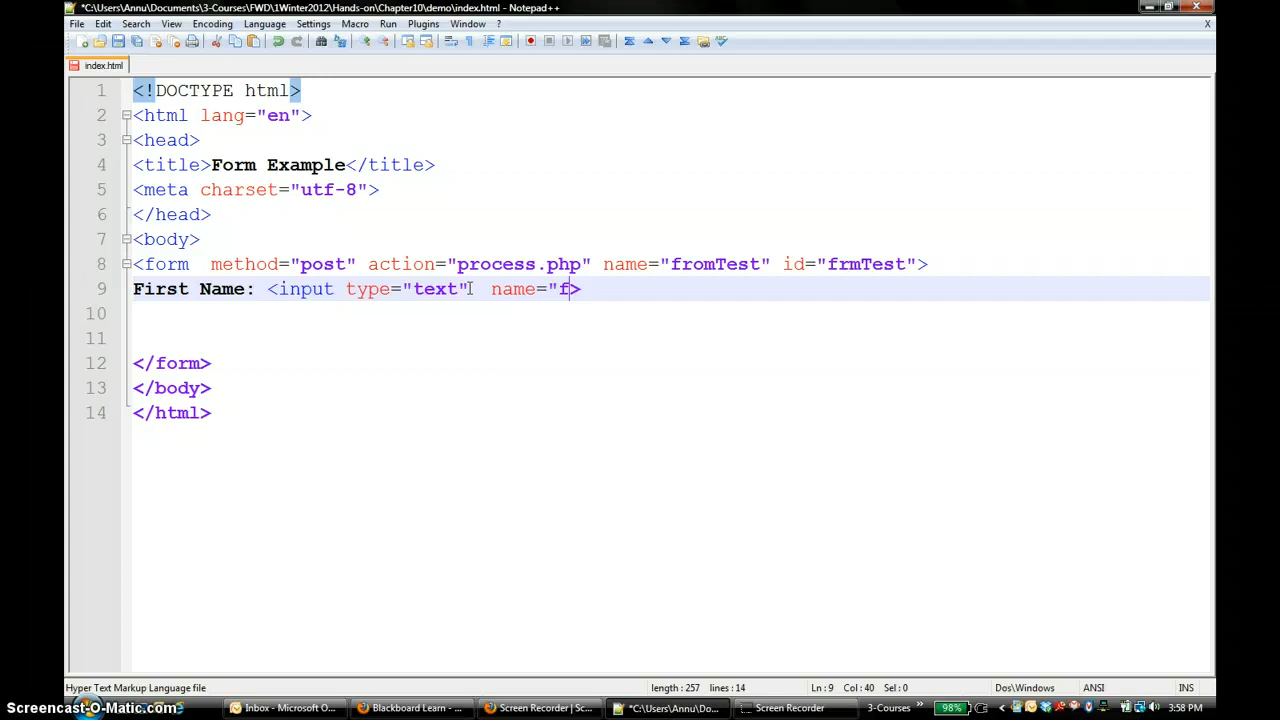 *C:\Users\Annu\Documents\3-Courses\FWD\1Winter2012\Hands-on\Chapter10\demo\index.html - Notepad++
File Edit Search View Encoding Language Settings Macro Run Plugins Window ? X
index.html
1 <!DOCTYPE html>
2 <html lang="en">
3 <head>
4 <title>Form Example</title>
5 <meta charset="utf-8">
6 </head>
7 <body>
8 <form  method="post" action="process.php" name="fromTest" id="frmTest">
9 First Name: <input type="text"  name="f>
10
11
12 </form>
13 </body>
14 </html>
Hyper Text Markup Language file length : 257 lines : 14 Ln : 9 Col : 40 Sel : 0 Dos\Windows ANSI INS
Screencast-O-Matic.com Inbox - Microsoft O... Blackboard Learn - ... Screen Recorder | Sc... *C:\Users\Annu\Do... Screen Recorder 3-Courses 98% 3:58 PM